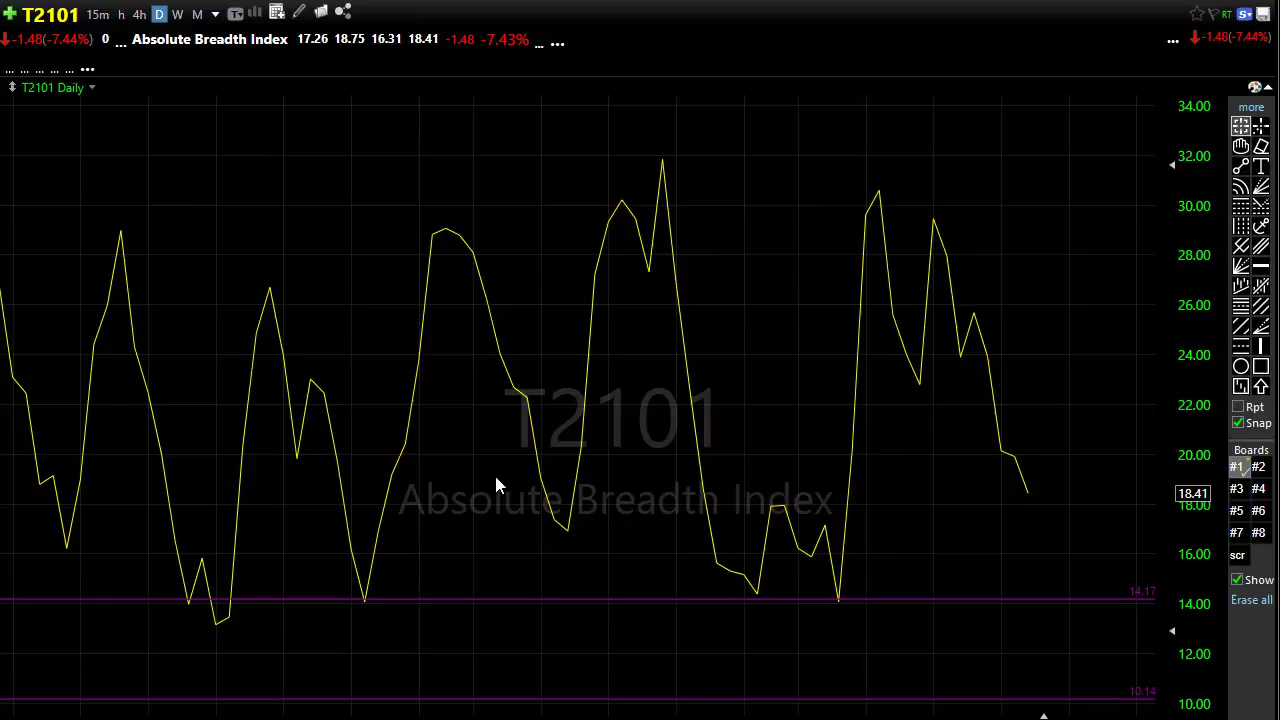 T2101 15m h 4h D W M T RT S
-1.48(-7.44%) 0 ... Absolute Breadth Index 17.26 18.75 16.31 18.41 -1.48 -7.43% ... ... ... -1.48(-7.44%)
... ... ... ... ... ...
T2101 Daily
more
34.00
32.00
30.00
28.00
26.00
24.00
22.00
20.00
18.41
18.00
16.00
14.00
12.00
10.00
T2101
Absolute Breadth Index
14.17
10.14
T
Rpt
Snap
Boards
#1 #2
#3 #4
#5 #6
#7 #8
scr
Show
Erase all